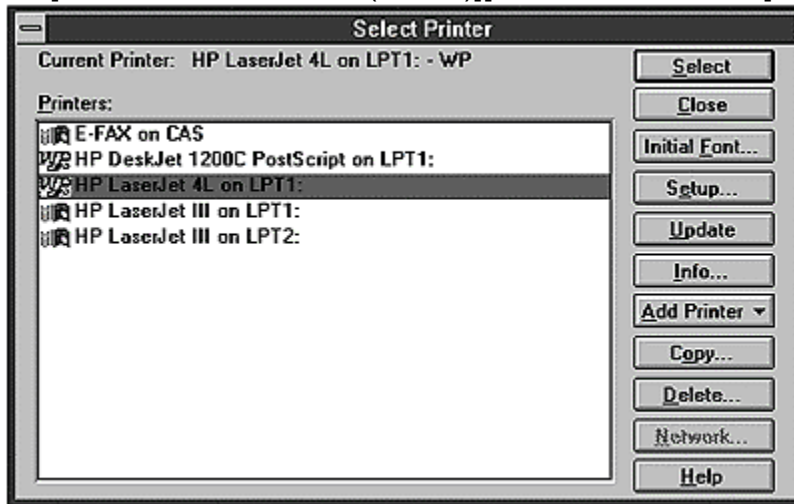 Select Printer
Current Printer: HP LaserJet 4L on LPT1: - WP
Printers:
E-FAX on CAS
HP DeskJet 1200C PostScript on LPT1:
HP LaserJet 4L on LPT1:
HP LaserJet III on LPT1:
HP LaserJet III on LPT2:
Select
Close
Initial Font...
Setup...
Update
Info...
Add Printer
Copy...
Delete...
Network...
Help